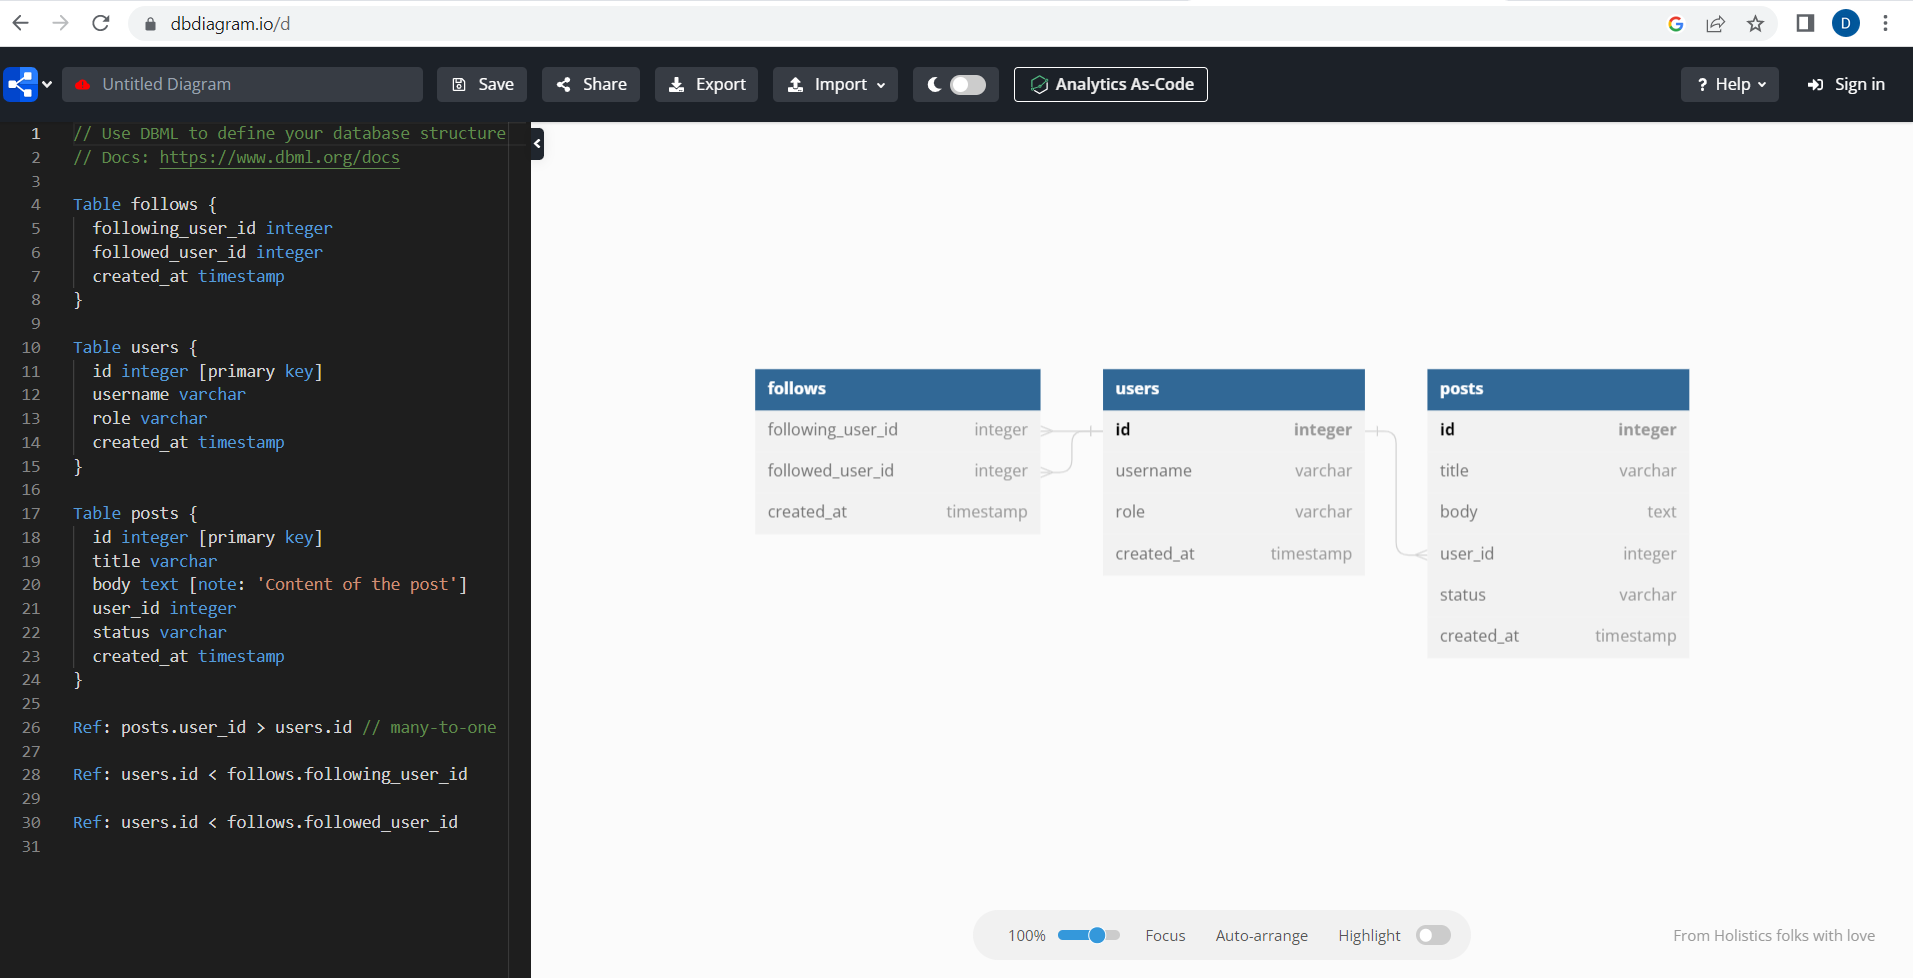 dbdiagram.io/d
D
Untitled Diagram
Save
Share
Export
Import
Analytics As-Code
? Help
Sign in
1 // Use DBML to define your database structure
2 // Docs: https://www.dbml.org/docs
3
4 Table follows {
5 following_user_id integer
6 followed_user_id integer
7 created_at timestamp
8 }
9
10 Table users {
11 id integer [primary key]
12 username varchar
13 role varchar
14 created_at timestamp
15 }
16
17 Table posts {
18 id integer [primary key]
19 title varchar
20 body text [note: 'Content of the post']
21 user_id integer
22 status varchar
23 created_at timestamp
24 }
25
26 Ref: posts.user_id > users.id // many-to-one
27
28 Ref: users.id < follows.following_user_id
29
30 Ref: users.id < follows.followed_user_id
31
follows
following_user_id integer
followed_user_id integer
created_at timestamp
users
id integer
username varchar
role varchar
created_at timestamp
posts
id integer
title varchar
body text
user_id integer
status varchar
created_at timestamp
100% Focus Auto-arrange Highlight
From Holistics folks with love